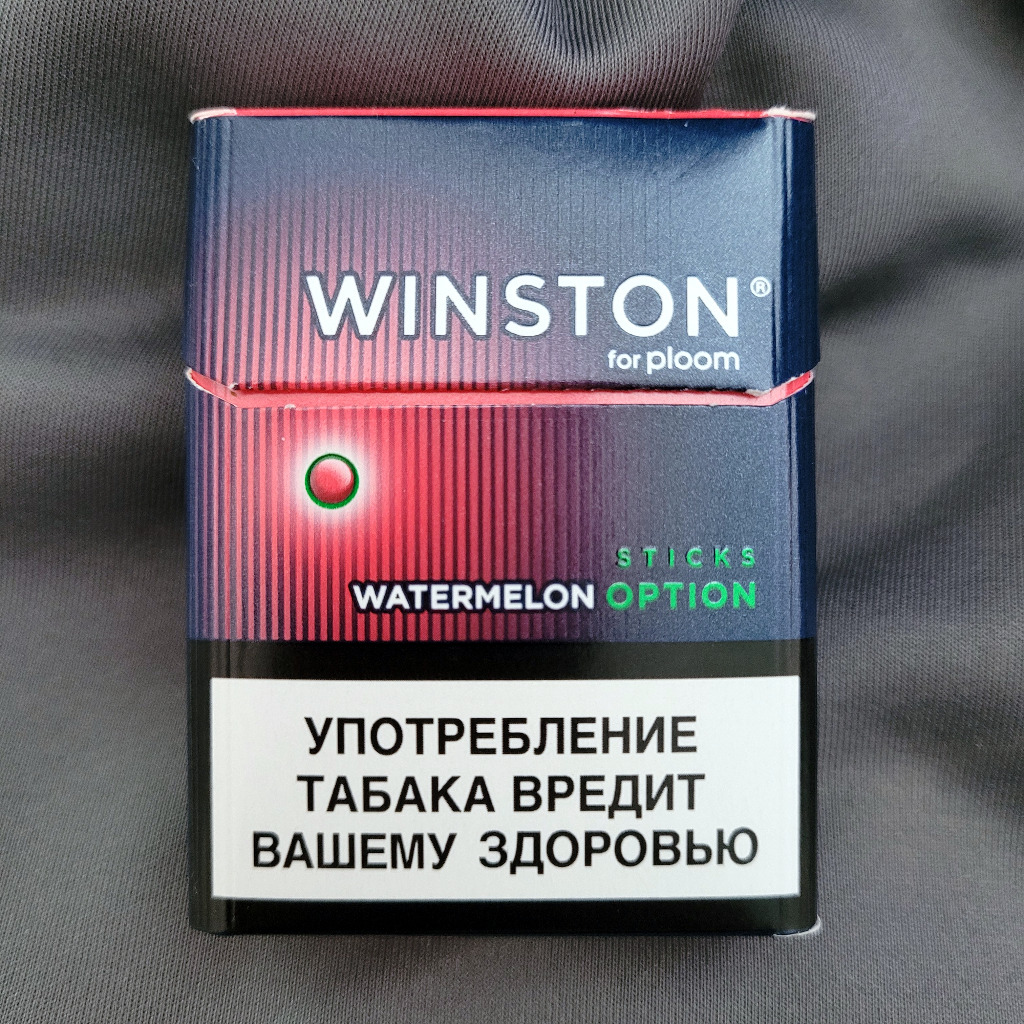 WINSTON®
for ploom
STICKS
WATERMELON OPTION
УПОТРЕБЛЕНИЕ
ТАБАКА ВРЕДИТ
ВАШЕМУ ЗДОРОВЬЮ